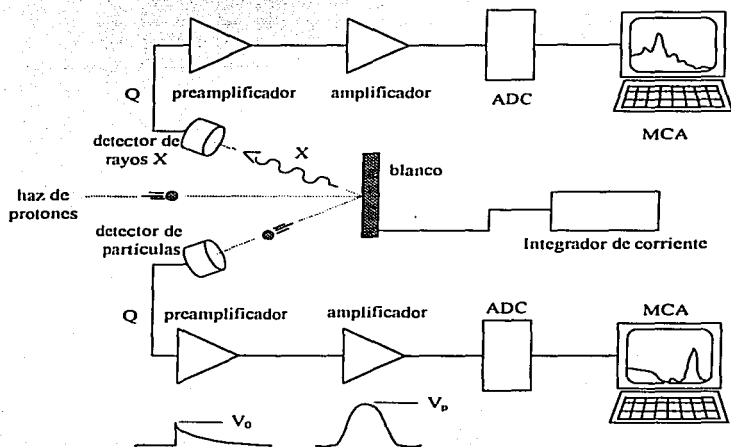 Q
preamplificador
amplificador
ADC
MCA
detector de
rayos X
X
blanco
haz de
protones
detector de
partículas
Integrador de corriente
Q
preamplificador
amplificador
ADC
MCA
V₀
Vₚ